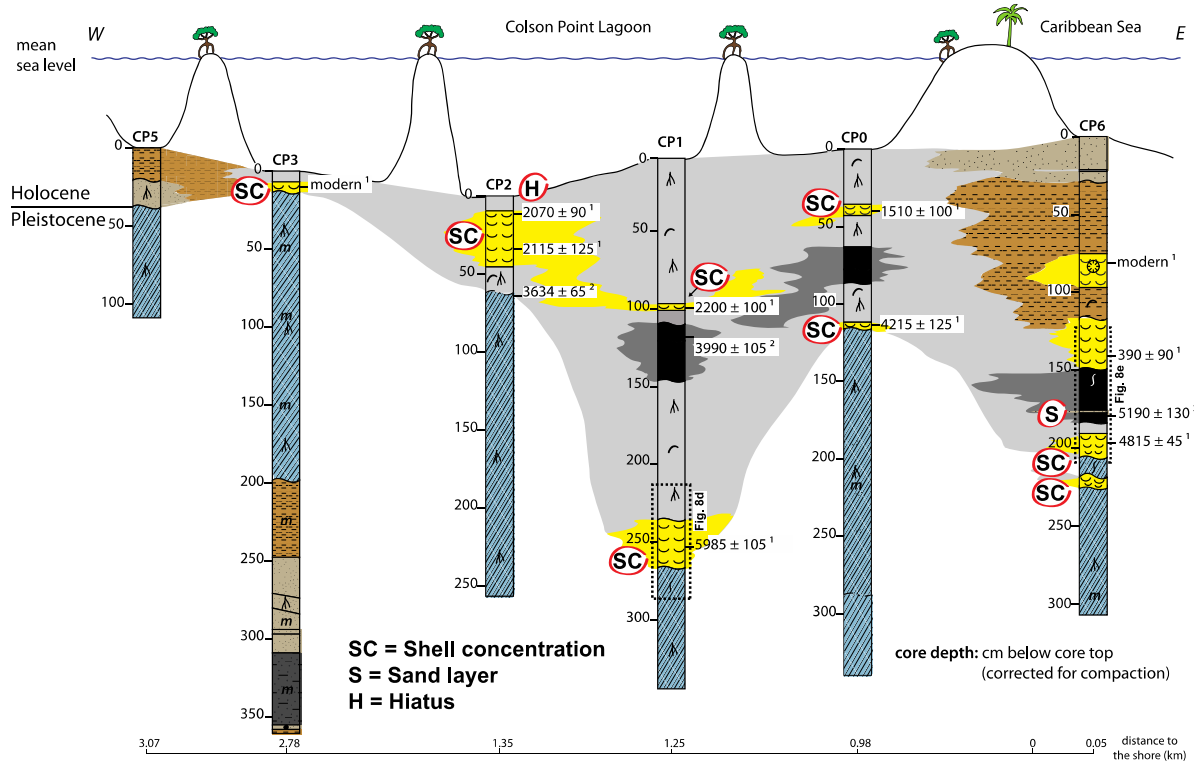 W
Colson Point Lagoon
Caribbean Sea
E
mean
sea level
Holocene
Pleistocene
CP5
0
50
100
CP3
0
50
100
150
200
250
300
350
SC
modern ¹
m
m
m
m
m
m
CP2
0
50
100
150
200
250
H
SC
2070 ± 90 ¹
2115 ± 125 ¹
3634 ± 65 ²
CP1
0
50
100
150
200
250
300
SC
2200 ± 100 ¹
3990 ± 105 ²
Fig. 8d
SC
5985 ± 105 ¹
CP0
0
50
100
150
200
250
300
SC
1510 ± 100 ¹
SC
4215 ± 125 ¹
m
CP6
0
50
100
150
200
250
300
modern ¹
390 ± 90 ¹
Fig. 8e
S
5190 ± 130 ¹
4815 ± 45 ¹
SC
SC
m
SC = Shell concentration
S = Sand layer
H = Hiatus
core depth: cm below core top
(corrected for compaction)
3.07
2.78
1.35
1.25
0.98
0
0.05
distance to
the shore (km)